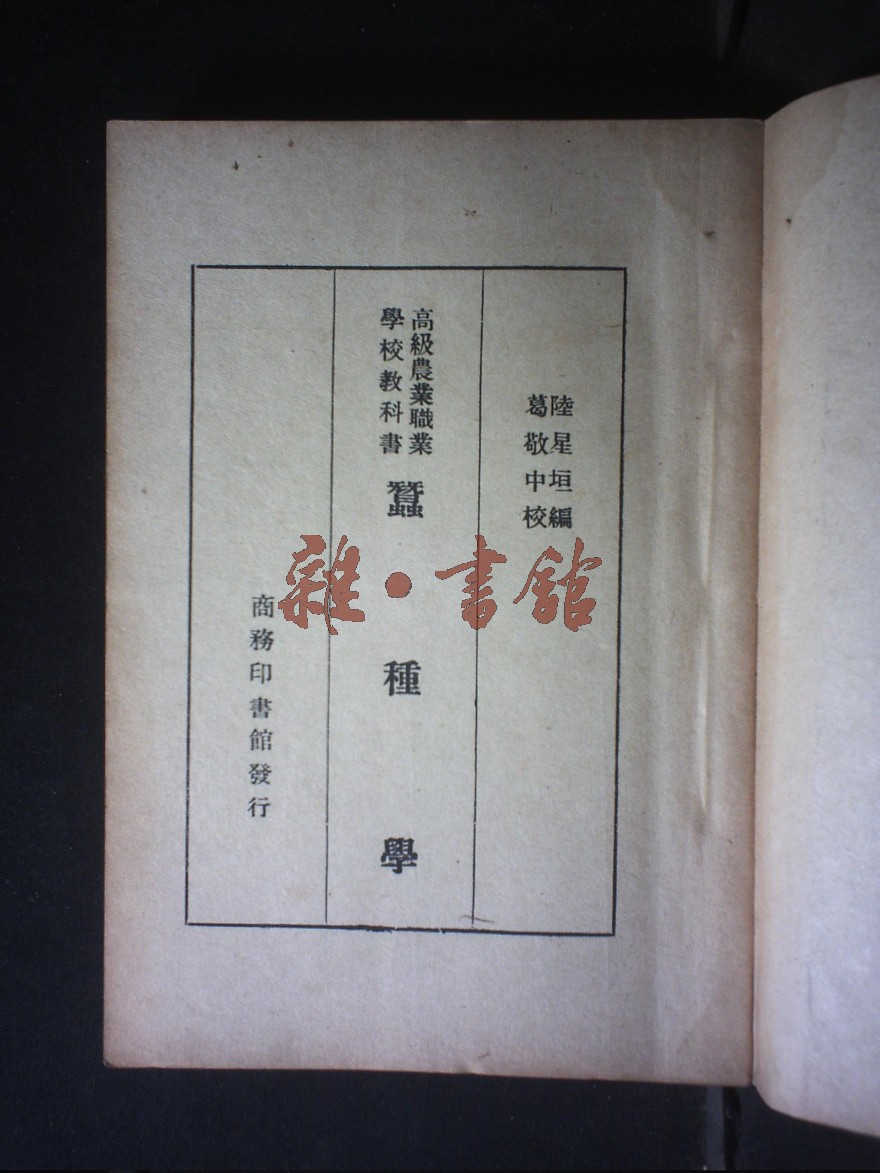 陸星垣編
葛敬中校
高級農業職業
學校教科書
蠶種學
商務印書館發行
雜·書館